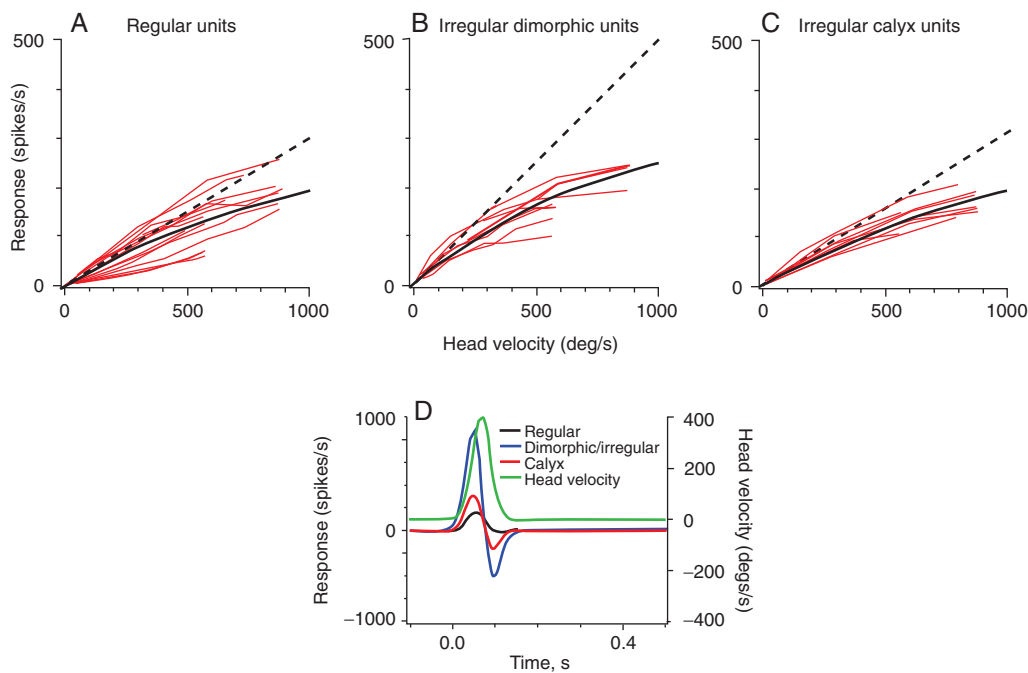 A Regular units
B Irregular dimorphic units
C Irregular calyx units
Response (spikes/s)
500
0
0 500 1000
500
0
0 500 1000
500
0
0 500 1000
Head velocity (deg/s)
D
Response (spikes/s)
1000
0
−1000
Regular
Dimorphic/irregular
Calyx
Head velocity
400
200
0
−200
−400
Head velocity (degs/s)
0.0 0.4
Time, s